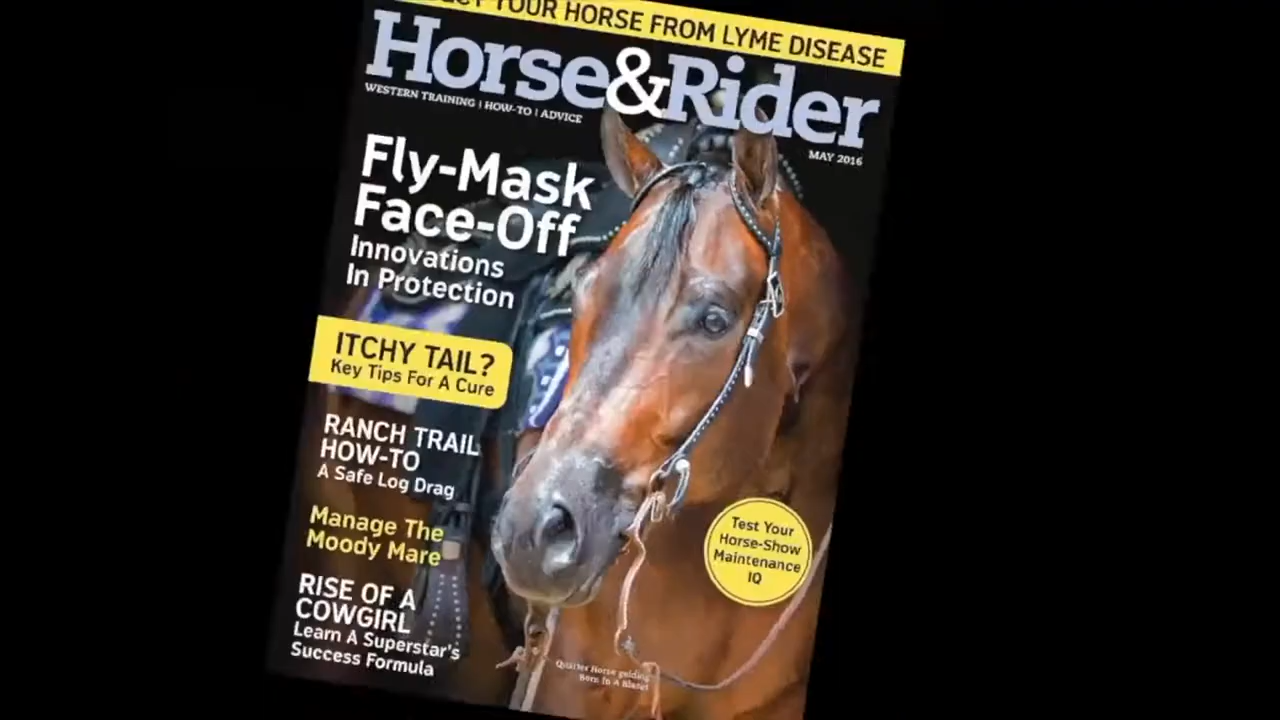 YOUR HORSE FROM LYME DISEASE
Horse&Rider
WESTERN TRAINING | HOW-TO | ADVICE
MAY 2016
Fly-Mask
Face-Off
Innovations
In Protection
ITCHY TAIL?
Key Tips For A Cure
RANCH TRAIL
HOW-TO
A Safe Log Drag
Manage The
Moody Mare
RISE OF A
COWGIRL
Learn A Superstar's
Success Formula
Test Your
Horse-Show
Maintenance
IQ
Quarter Horse gelding
Born In A Blanet